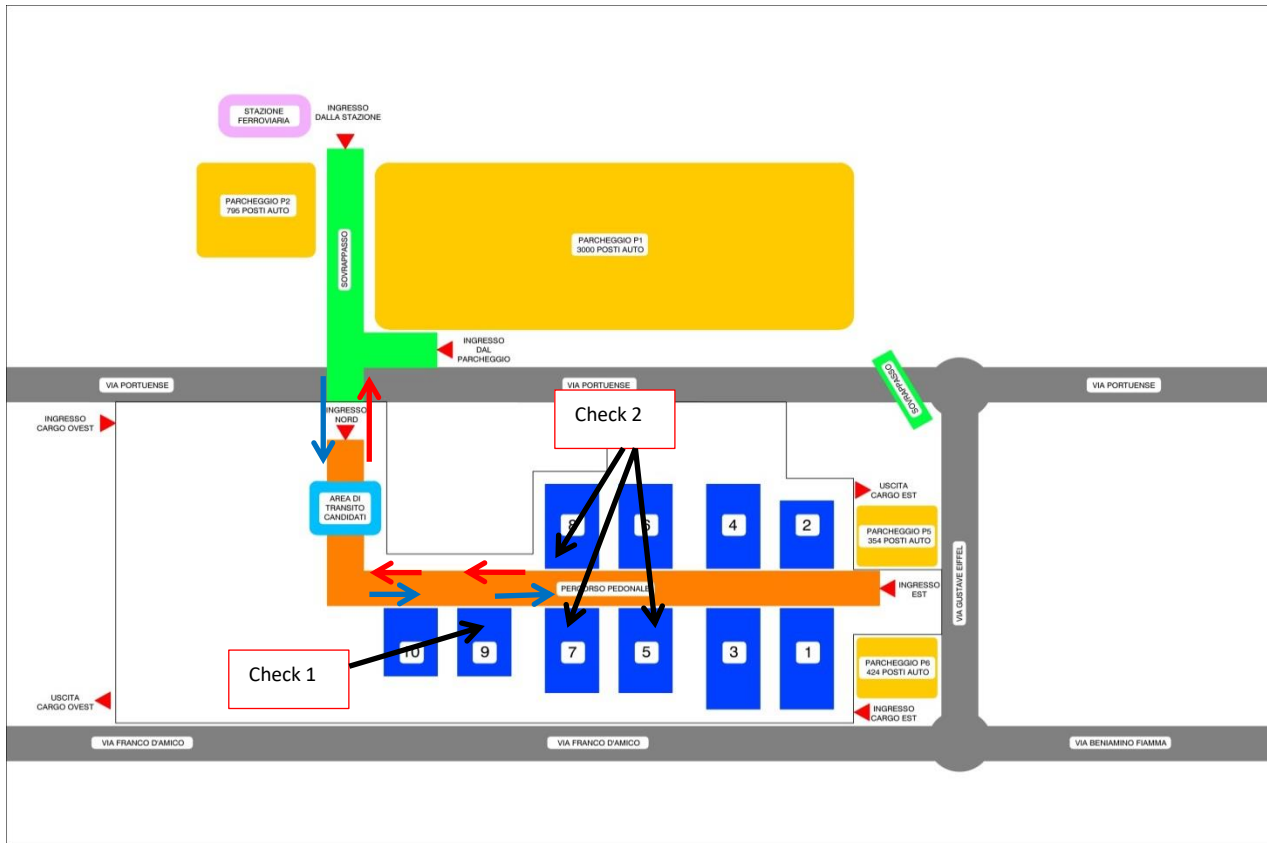 STAZIONE
FERROVIARIA
INGRESSO
DALLA STAZIONE
PARCHEGGIO P2
795 POSTI AUTO
SOVRAPPASSO
PARCHEGGIO P1
3000 POSTI AUTO
INGRESSO
DAL
PARCHEGGIO
VIA PORTUENSE
VIA PORTUENSE
SOVRAPPASSO
VIA PORTUENSE
INGRESSO
CARGO OVEST
INGRESSO
NORD
Check 2
AREA DI
TRANSITO
CANDIDATI
8
6
4
2
USCITA
CARGO EST
PARCHEGGIO P5
354 POSTI AUTO
PERCORSO PEDONALE
INGRESSO
EST
VIA GUSTAVE EIFFEL
10
9
7
5
3
1
Check 1
PARCHEGGIO P6
424 POSTI AUTO
USCITA
CARGO OVEST
INGRESSO
CARGO EST
VIA FRANCO D'AMICO
VIA FRANCO D'AMICO
VIA BENIAMINO FIAMMA